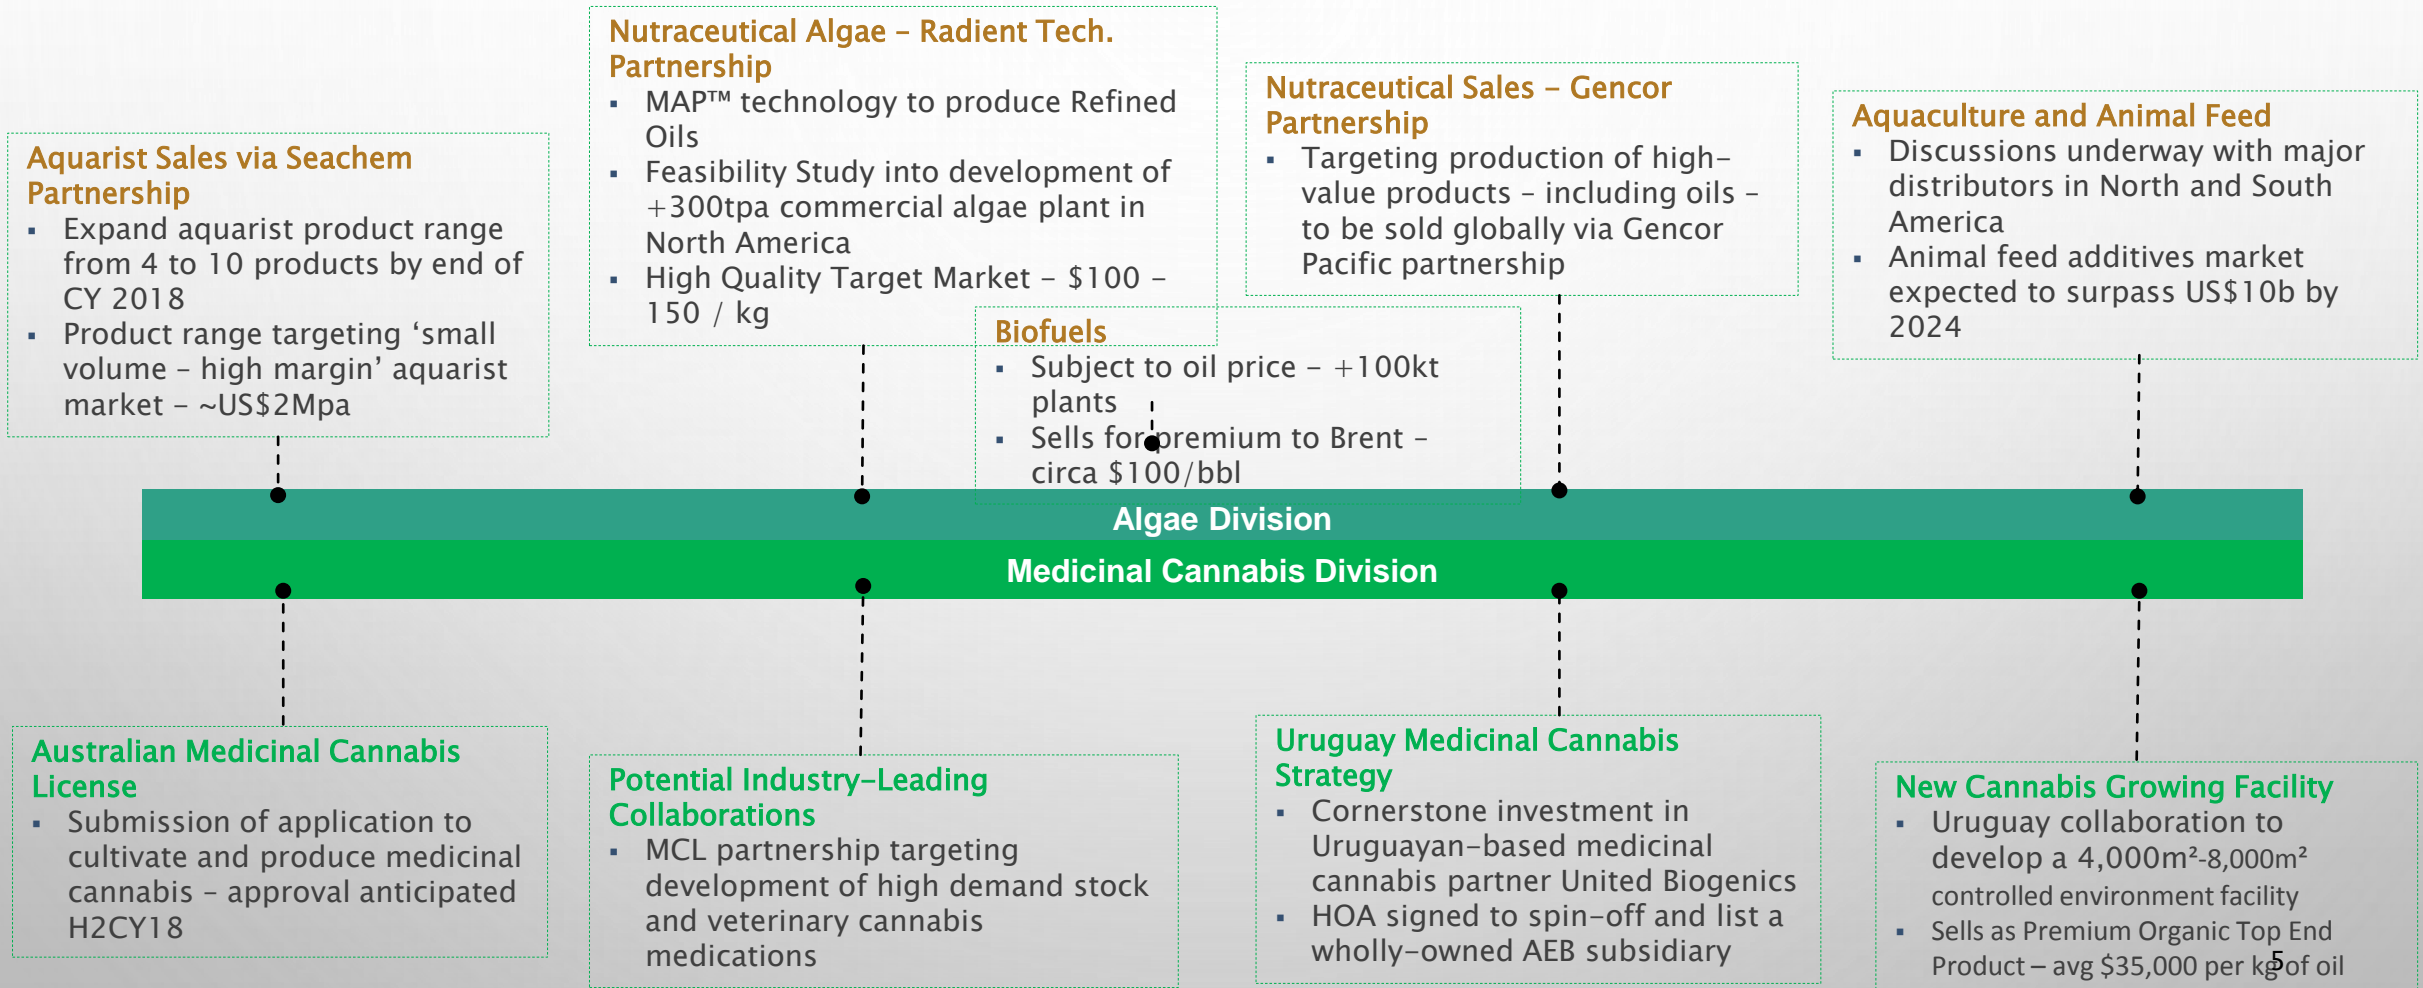 Aquarist Sales via Seachem
Partnership
▪ Expand aquarist product range
from 4 to 10 products by end of
CY 2018
▪ Product range targeting ‘small
volume – high margin’ aquarist
market – ~US$2Mpa
Nutraceutical Algae – Radient Tech.
Partnership
▪ MAP™ technology to produce Refined
Oils
▪ Feasibility Study into development of
+300tpa commercial algae plant in
North America
▪ High Quality Target Market – $100 –
150 / kg
Biofuels
▪ Subject to oil price – +100kt
plants
▪ Sells for premium to Brent –
circa $100/bbl
Nutraceutical Sales – Gencor
Partnership
▪ Targeting production of high-
value products – including oils –
to be sold globally via Gencor
Pacific partnership
Aquaculture and Animal Feed
▪ Discussions underway with major
distributors in North and South
America
▪ Animal feed additives market
expected to surpass US$10b by
2024
Algae Division
Medicinal Cannabis Division
Australian Medicinal Cannabis
License
▪ Submission of application to
cultivate and produce medicinal
cannabis – approval anticipated
H2CY18
Potential Industry-Leading
Collaborations
▪ MCL partnership targeting
development of high demand stock
and veterinary cannabis
medications
Uruguay Medicinal Cannabis
Strategy
▪ Cornerstone investment in
Uruguayan-based medicinal
cannabis partner United Biogenics
▪ HOA signed to spin-off and list a
wholly-owned AEB subsidiary
New Cannabis Growing Facility
▪ Uruguay collaboration to
develop a 4,000m²-8,000m²
controlled environment facility
▪ Sells as Premium Organic Top End
Product – avg $35,000 per kg of oil
5